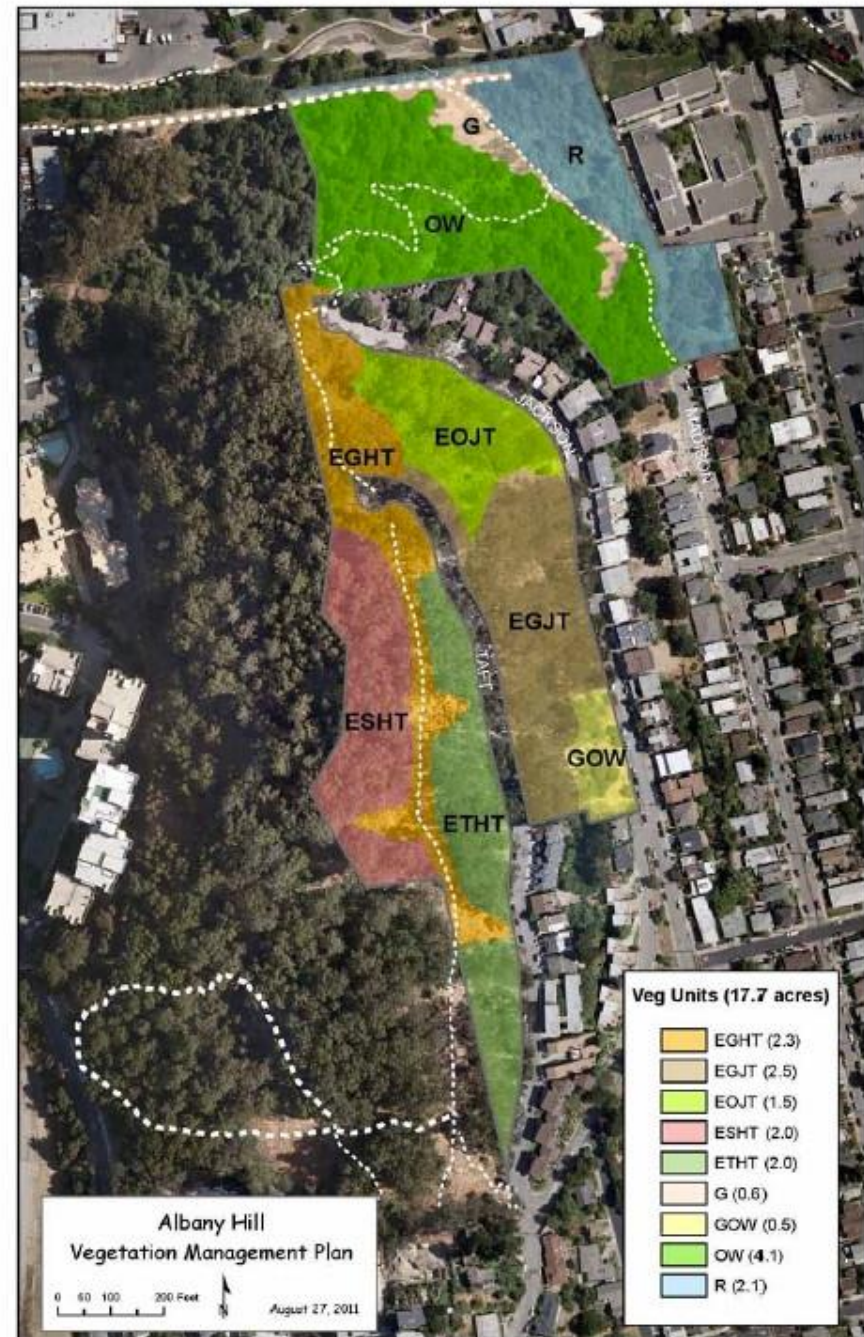 G
R
OW
JACKSON
MADISON
EOJT
EGHT
EGJT
TAFT
ESHT
GOW
ETHT
Veg Units (17.7 acres)
EGHT (2.3)
EGJT (2.5)
EOJT (1.5)
ESHT (2.0)
ETHT (2.0)
G (0.6)
GOW (0.5)
OW (4.1)
R (2.1)
Albany Hill
Vegetation Management Plan
0 50 100 200 Feet
N
August 27, 2011